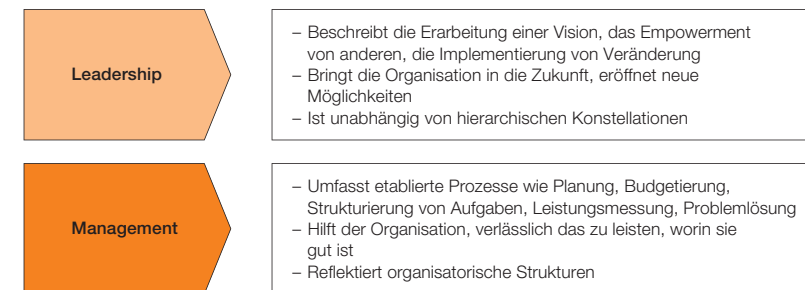 Leadership
– Beschreibt die Erarbeitung einer Vision, das Empowerment
von anderen, die Implementierung von Veränderung
– Bringt die Organisation in die Zukunft, eröffnet neue
Möglichkeiten
– Ist unabhängig von hierarchischen Konstellationen
Management
– Umfasst etablierte Prozesse wie Planung, Budgetierung,
Strukturierung von Aufgaben, Leistungsmessung, Problemlösung
– Hilft der Organisation, verlässlich das zu leisten, worin sie
gut ist
– Reflektiert organisatorische Strukturen